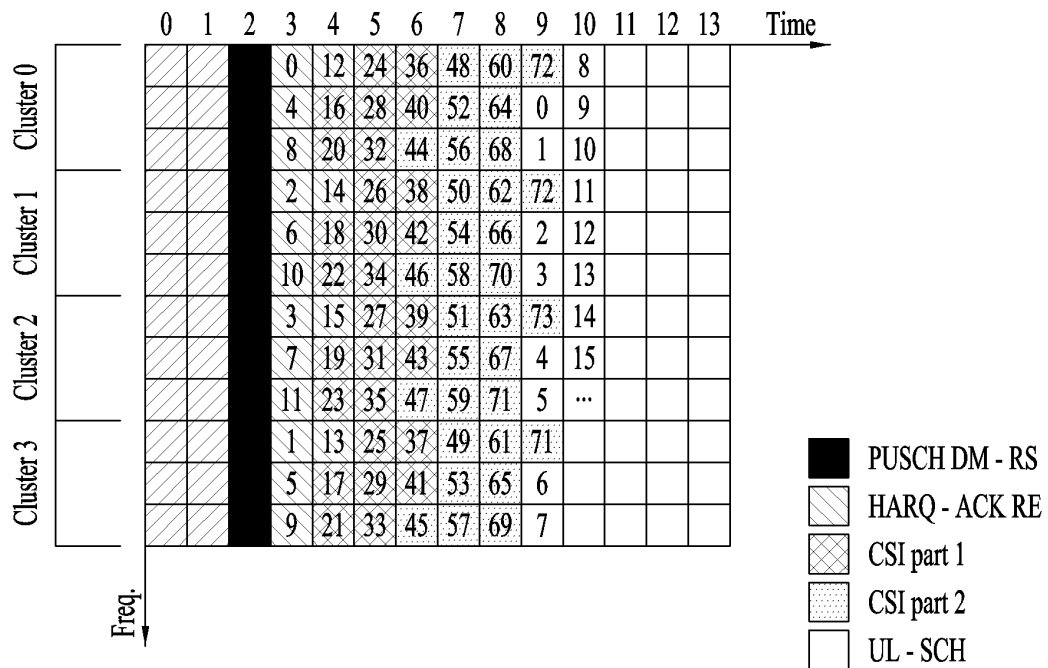 0 1 2 3 4 5 6 7 8 9 10 11 12 13 Time
Cluster 0
0 12 24 36 48 60 72 8
4 16 28 40 52 64 0 9
8 20 32 44 56 68 1 10
Cluster 1
2 14 26 38 50 62 72 11
6 18 30 42 54 66 2 12
10 22 34 46 58 70 3 13
Cluster 2
3 15 27 39 51 63 73 14
7 19 31 43 55 67 4 15
11 23 35 47 59 71 5 ...
Cluster 3
1 13 25 37 49 61 71
5 17 29 41 53 65 6
9 21 33 45 57 69 7
Freq.
PUSCH DM - RS
HARQ - ACK RE
CSI part 1
CSI part 2
UL - SCH